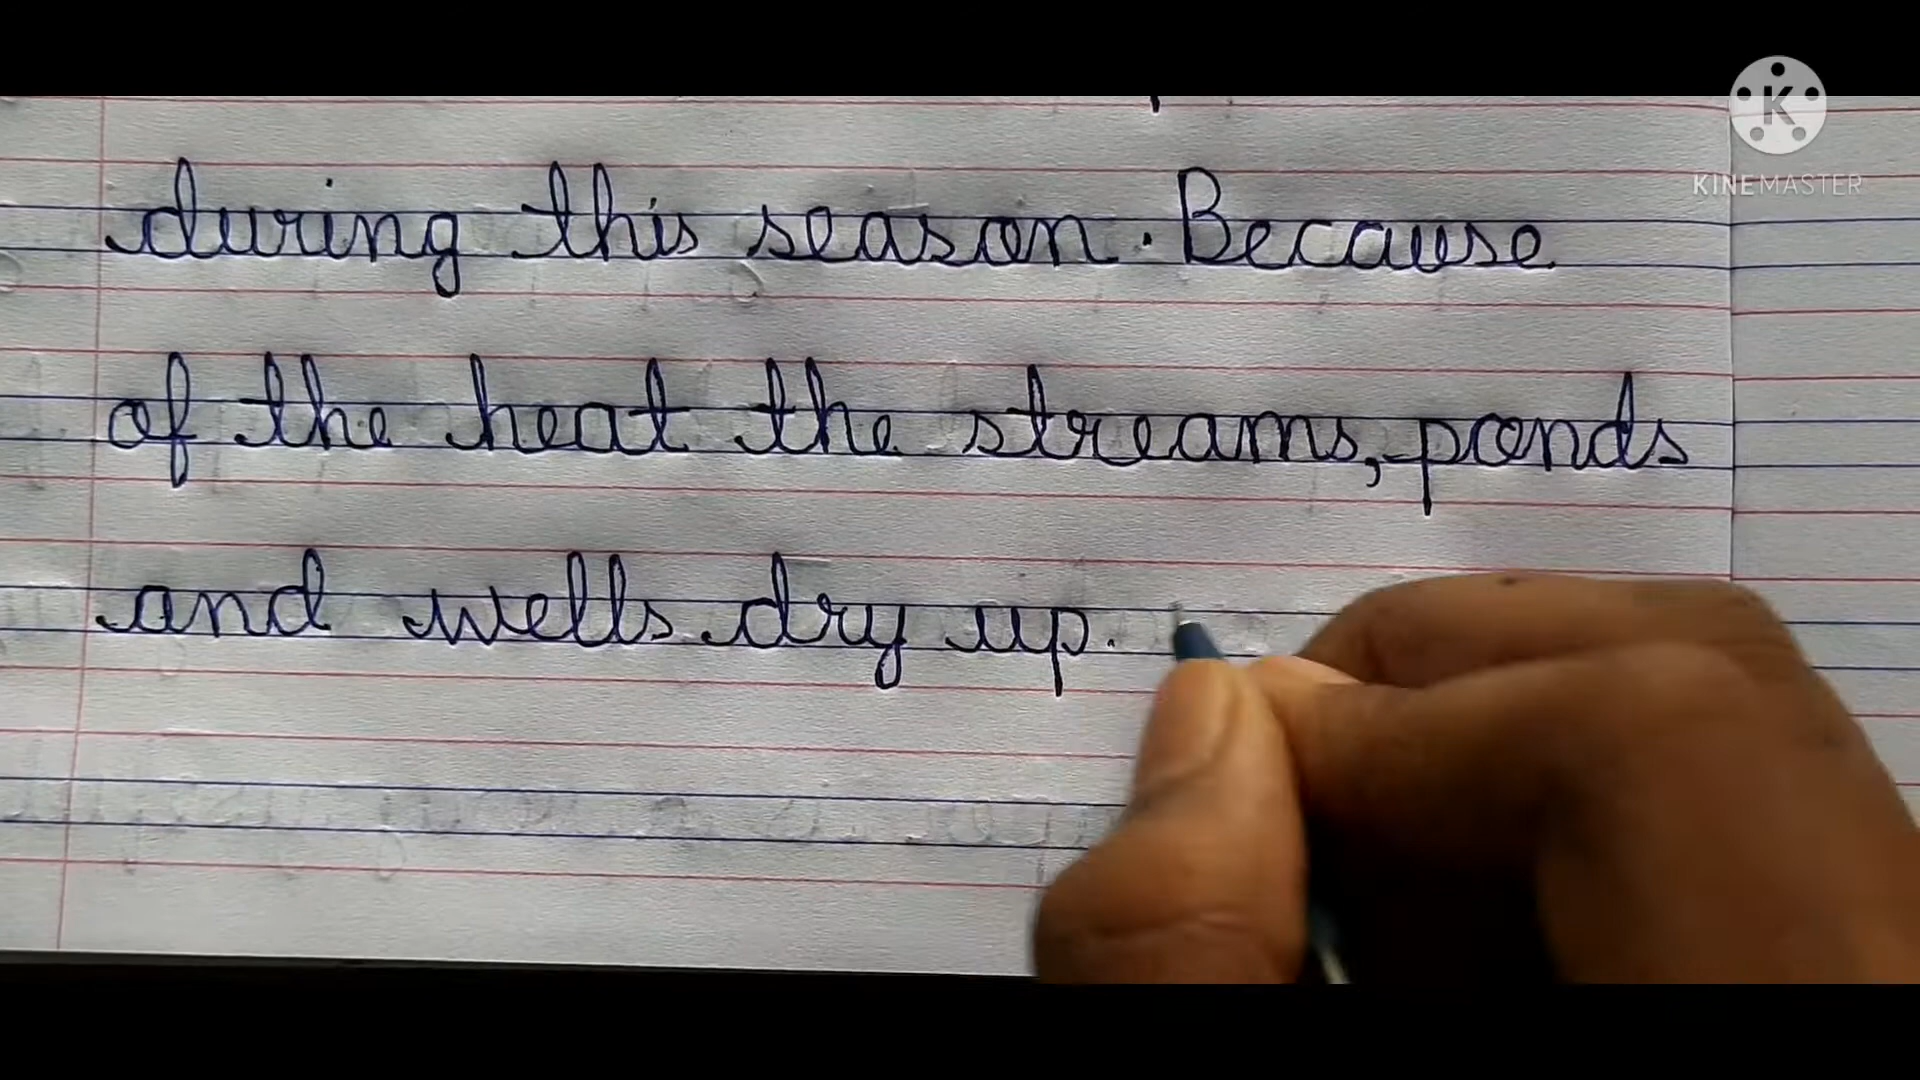 KINEMASTER
during this season. Because
of the heat the streams, ponds
and wells dry up.